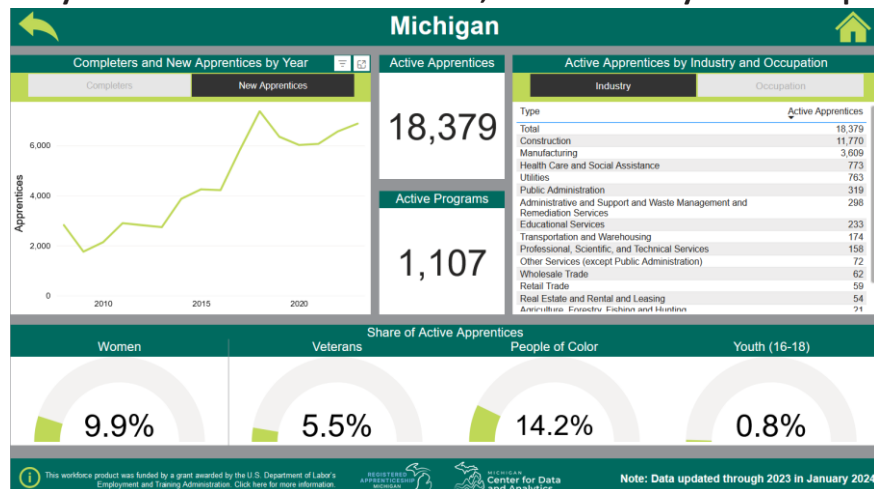 Michigan
Completers and New Apprentices by Year
Completers
New Apprentices
Apprentices
6,000
4,000
2,000
0
2010
2015
2020
Active Apprentices
18,379
Active Programs
1,107
Active Apprentices by Industry and Occupation
Industry
Occupation
Type Active Apprentices
Total 18,379
Construction 11,770
Manufacturing 3,609
Health Care and Social Assistance 773
Utilities 763
Public Administration 319
Administrative and Support and Waste Management and 298
Remediation Services
Educational Services 233
Transportation and Warehousing 174
Professional, Scientific, and Technical Services 158
Other Services (except Public Administration) 72
Wholesale Trade 62
Retail Trade 59
Real Estate and Rental and Leasing 54
Agriculture, Forestry, Fishing and Hunting 21
Share of Active Apprentices
Women
Veterans
People of Color
Youth (16-18)
9.9%
5.5%
14.2%
0.8%
This workforce product was funded by a grant awarded by the U.S. Department of Labor's
Employment and Training Administration. Click here for more information.
REGISTERED
APPRENTICESHIP
MICHIGAN
MICHIGAN
Center for Data
and Analytics
Note: Data updated through 2023 in January 2024